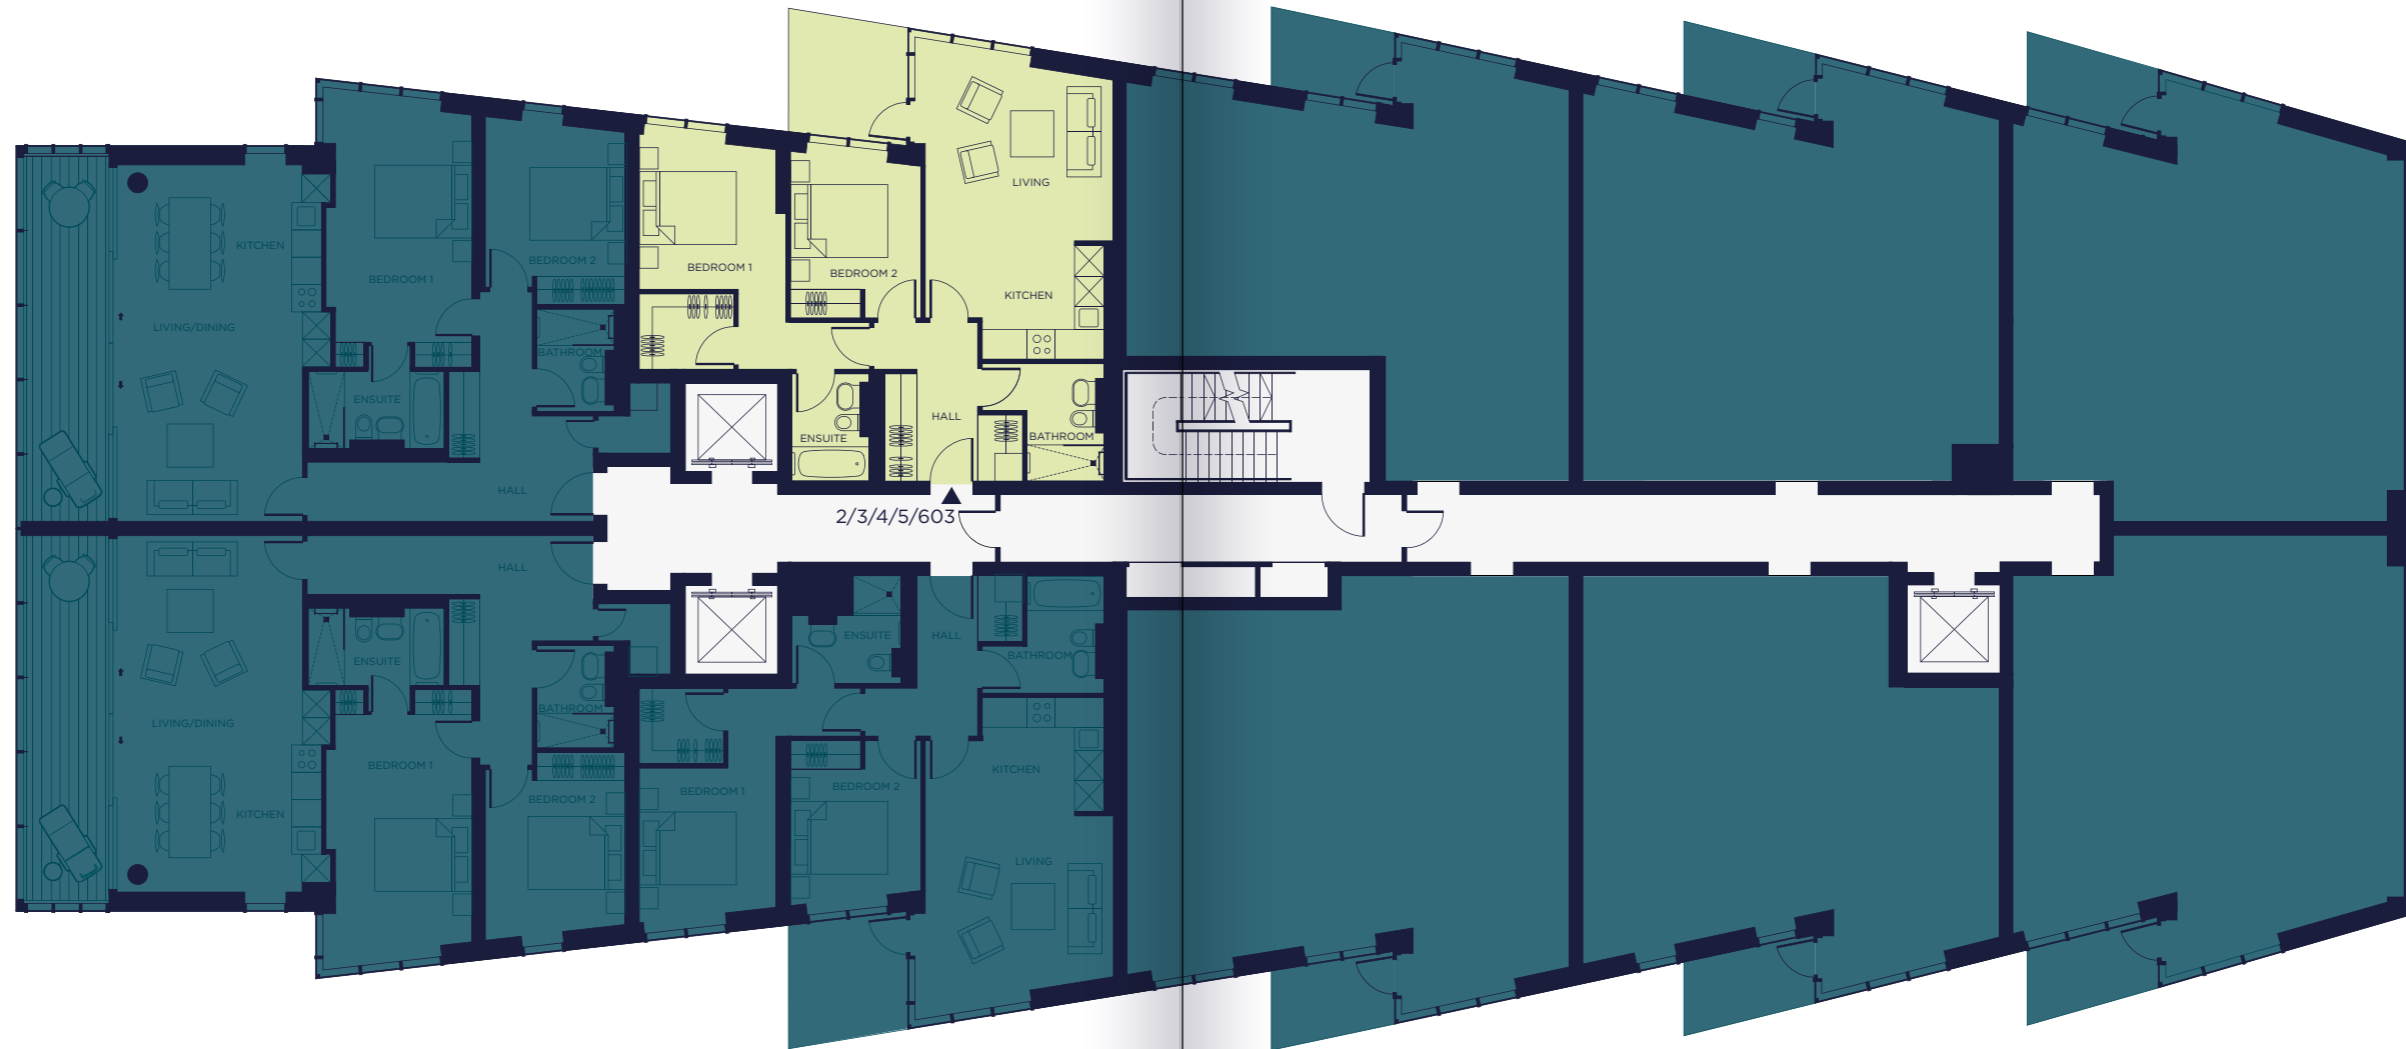 LIVING
KITCHEN
BEDROOM 2
BEDROOM 1
BEDROOM 2
BEDROOM 1
KITCHEN
LIVING/DINING
BATHROOM
ENSUITE
HALL
BATHROOM
ENSUITE
HALL
2/3/4/5/603
HALL
ENSUITE
HALL
BATHROOM
ENSUITE
LIVING/DINING
BATHROOM
BEDROOM 1
KITCHEN
BEDROOM 2
BEDROOM 1
BEDROOM 2
KITCHEN
LIVING